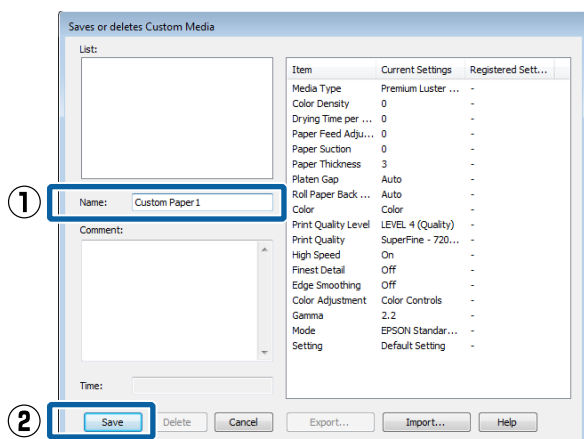 Saves or deletes Custom Media
List:
Item Current Settings Registered Sett...
Media Type Premium Luster ... -
Color Density 0 -
Drying Time per ... 0 -
Paper Feed Adju... 0 -
Paper Suction 0 -
Paper Thickness 3 -
Platen Gap Auto -
Roll Paper Back ... Auto -
Color Color -
Print Quality Level LEVEL 4 (Quality) -
Print Quality SuperFine - 720... -
High Speed On -
Finest Detail Off -
Edge Smoothing Off -
Color Adjustment Color Controls -
Gamma 2.2 -
Mode EPSON Standar... -
Setting Default Setting -
1 Name: Custom Paper1
Comment:
Time:
2 Save Delete Cancel Export... Import... Help